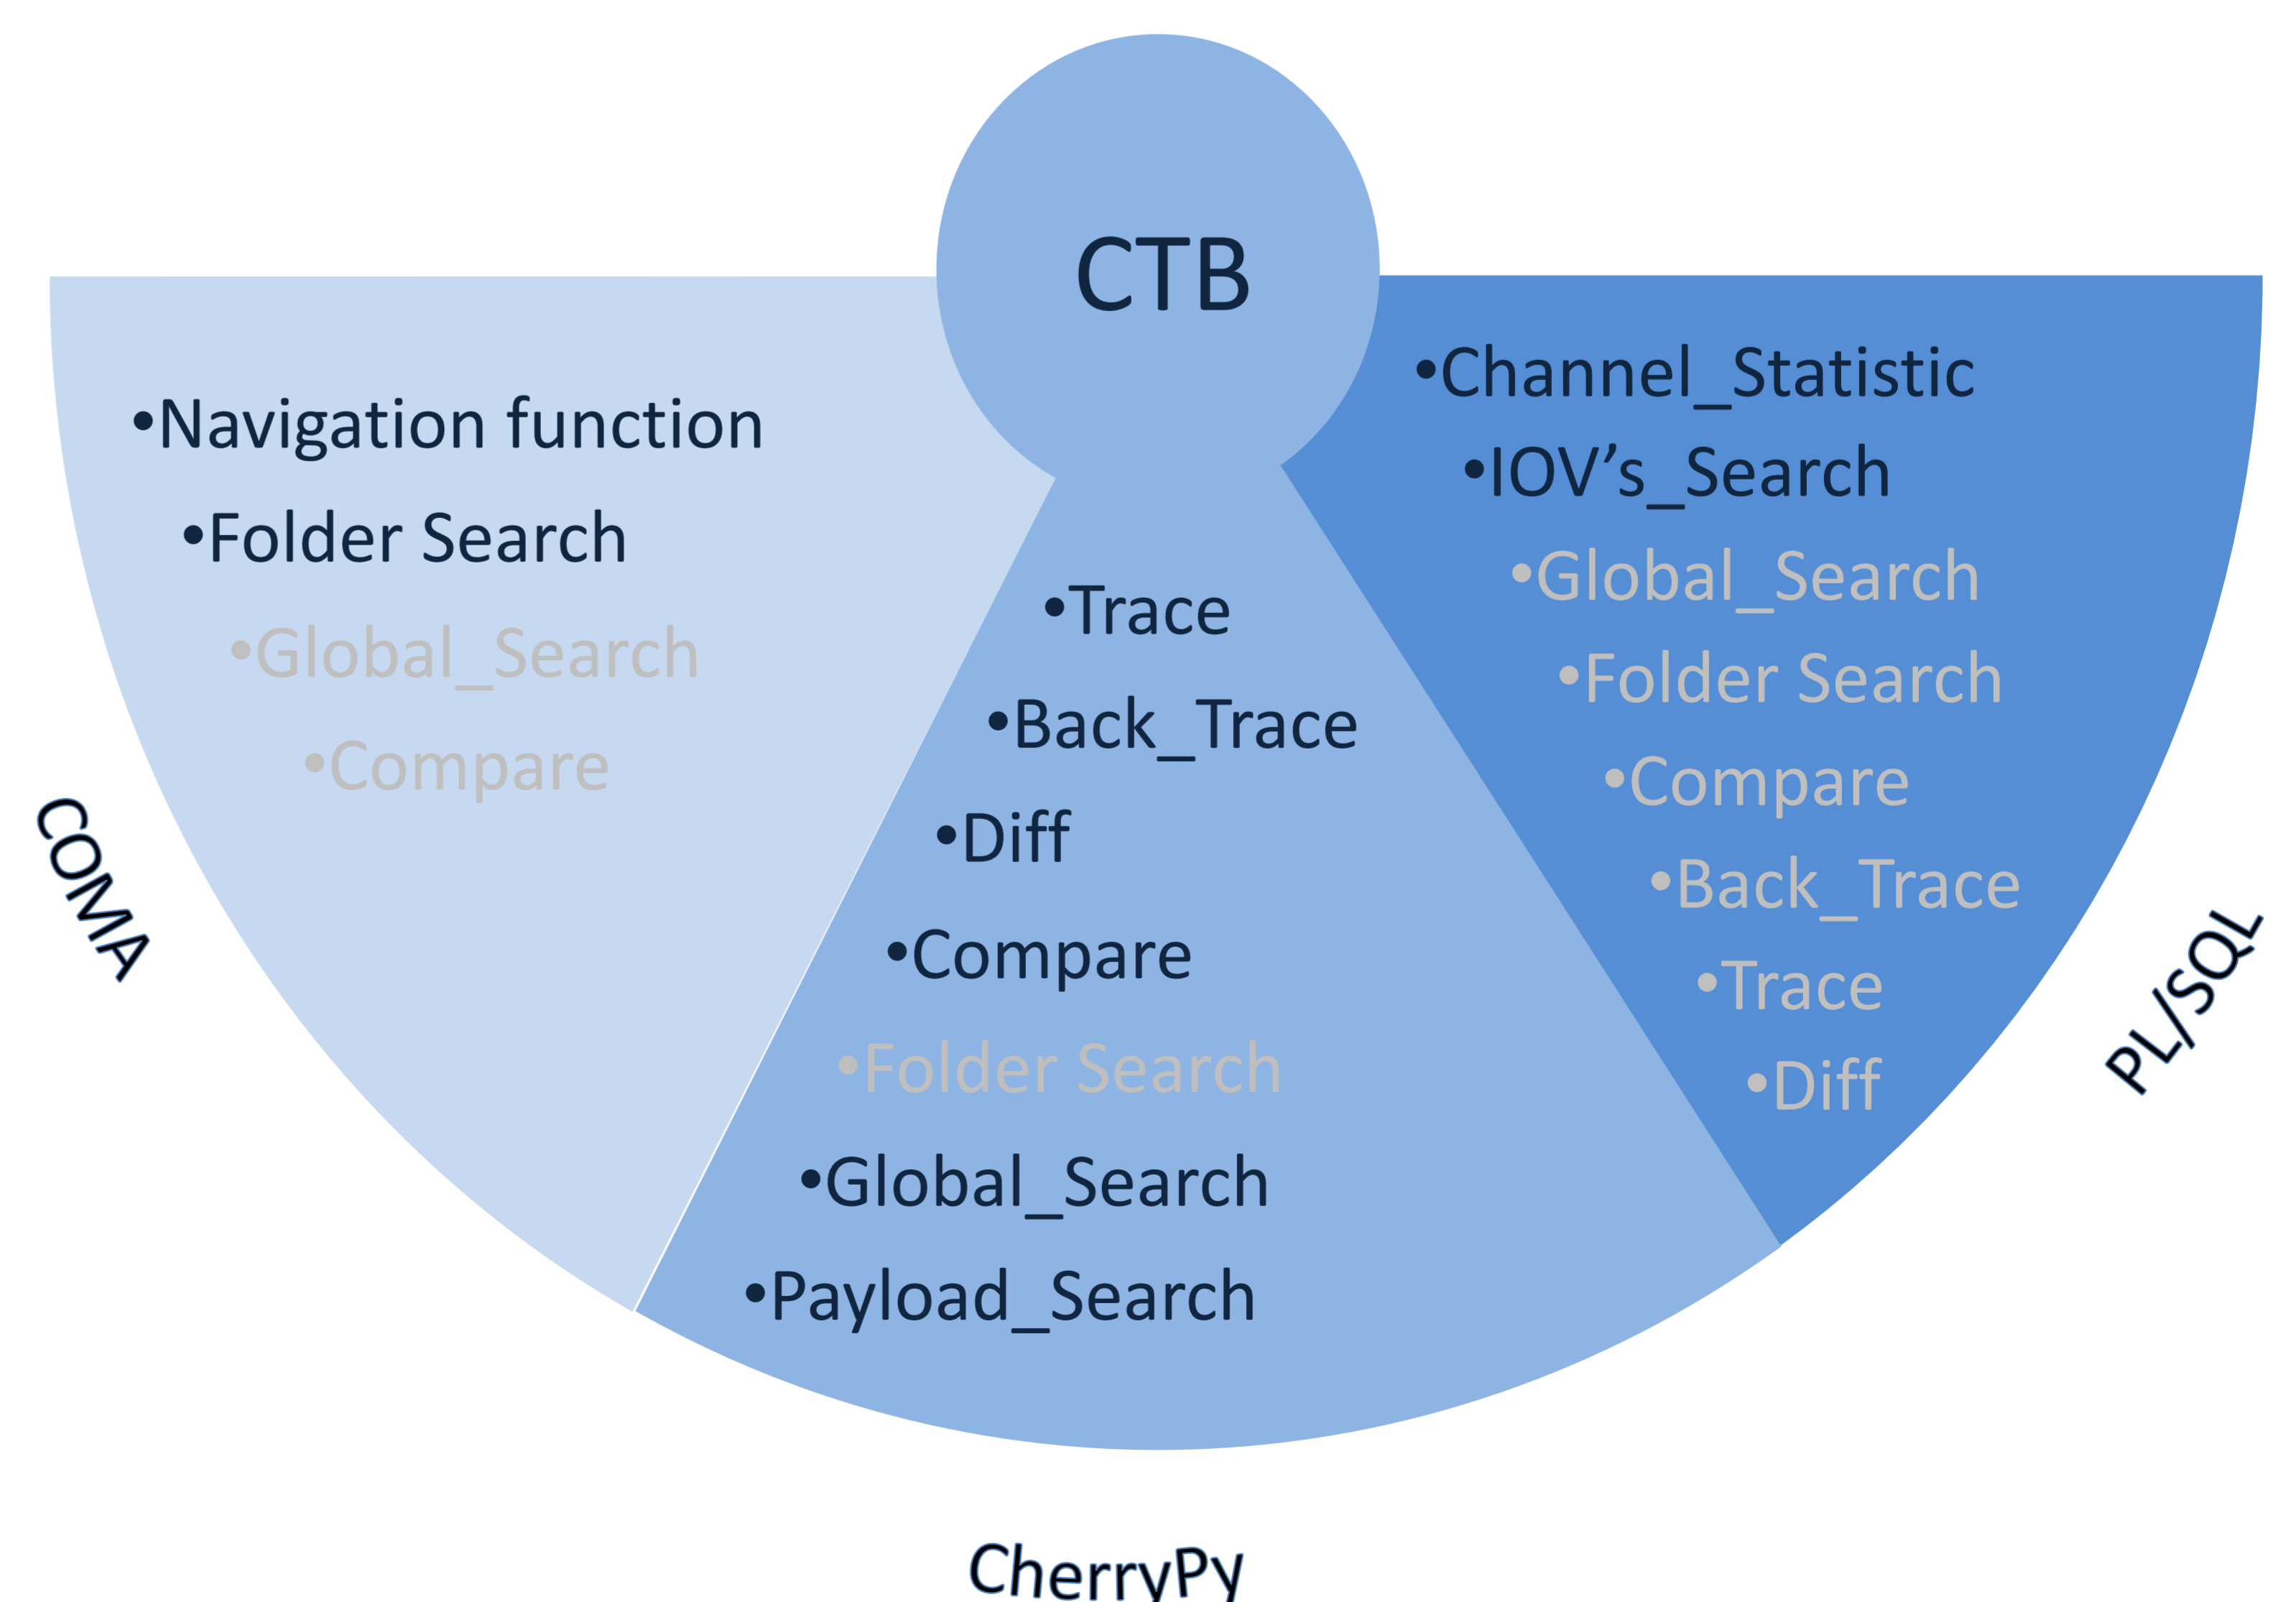 CTB
•Navigation function
•Folder Search
•Global_Search
•Compare
COMA
•Trace
•Back_Trace
•Diff
•Compare
•Folder Search
•Global_Search
•Payload_Search
CherryPy
•Channel_Statistic
•IOV’s_Search
•Global_Search
•Folder Search
•Compare
•Back_Trace
•Trace
•Diff
PL/SQL